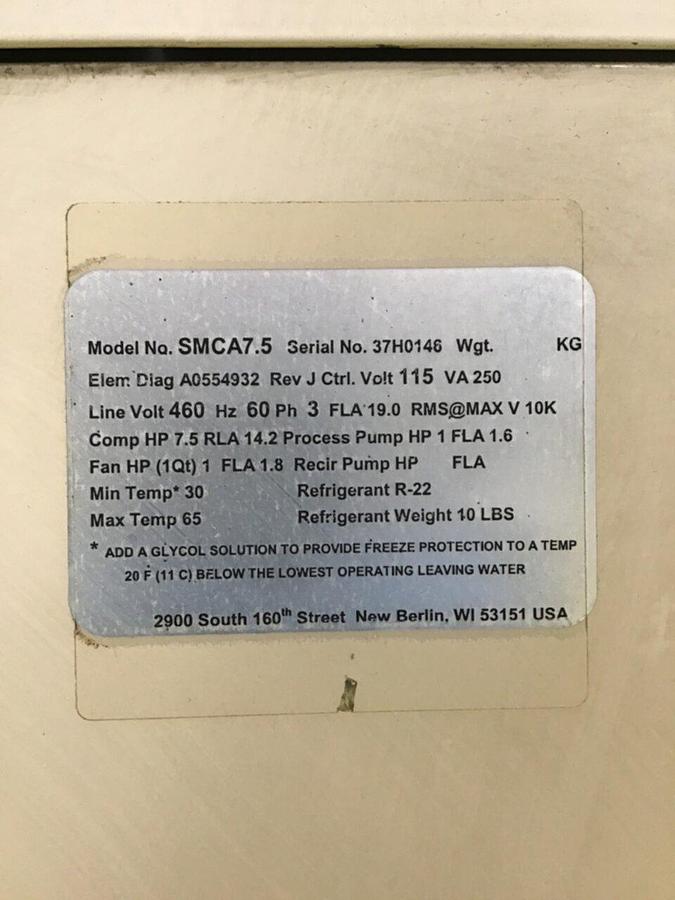 Model No. SMCA7.5 Serial No. 37H0146 Wgt. KG
Elem Diag A0554932 Rev J Ctrl. Volt 115 VA 250
Line Volt 460 Hz 60 Ph 3 FLA 19.0 RMS@MAX V 10K
Comp HP 7.5 RLA 14.2 Process Pump HP 1 FLA 1.6
Fan HP (1Qt) 1 FLA 1.8 Recir Pump HP FLA
Min Temp* 30 Refrigerant R-22
Max Temp 65 Refrigerant Weight 10 LBS
* ADD A GLYCOL SOLUTION TO PROVIDE FREEZE PROTECTION TO A TEMP
20 F (11 C) BELOW THE LOWEST OPERATING LEAVING WATER
2900 South 160th Street New Berlin, WI 53151 USA